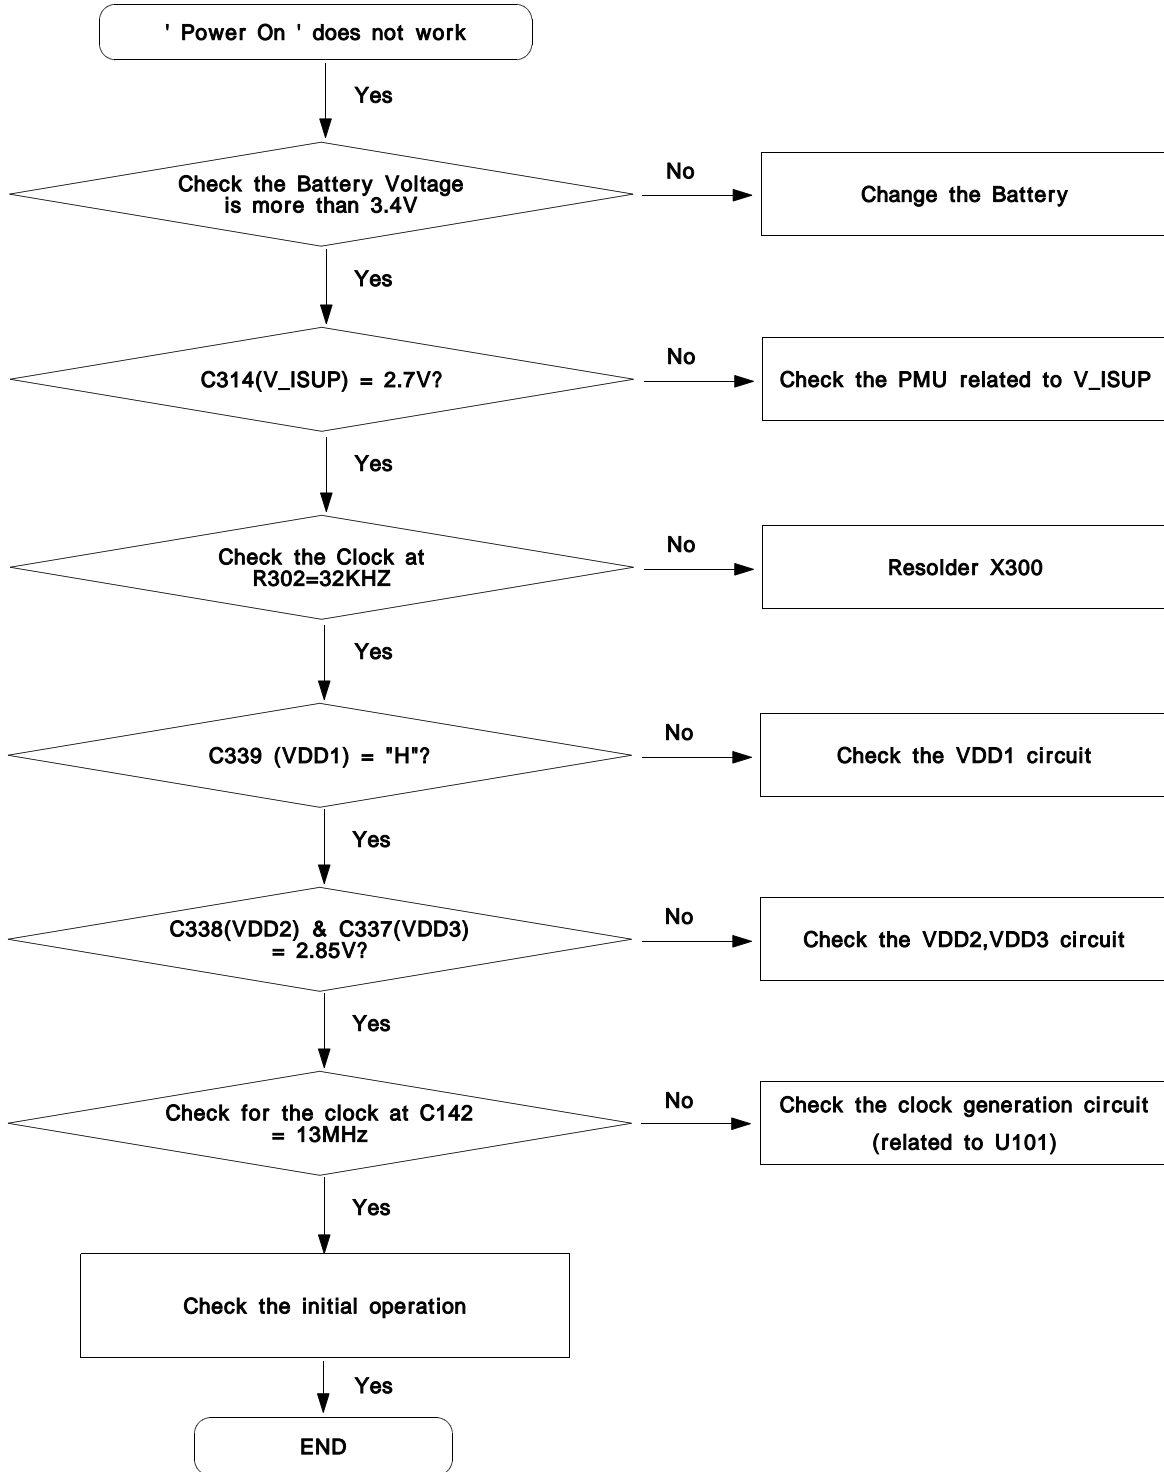 ' Power On ' does not work
Yes
Check the Battery Voltage
is more than 3.4V
No
Change the Battery
Yes
C314(V_ISUP) = 2.7V?
No
Check the PMU related to V_ISUP
Yes
Check the Clock at
R302=32KHZ
No
Resolder X300
Yes
C339 (VDD1) = "H"?
No
Check the VDD1 circuit
Yes
C338(VDD2) & C337(VDD3)
= 2.85V?
No
Check the VDD2,VDD3 circuit
Yes
Check for the clock at C142
= 13MHz
No
Check the clock generation circuit
(related to U101)
Yes
Check the initial operation
Yes
END